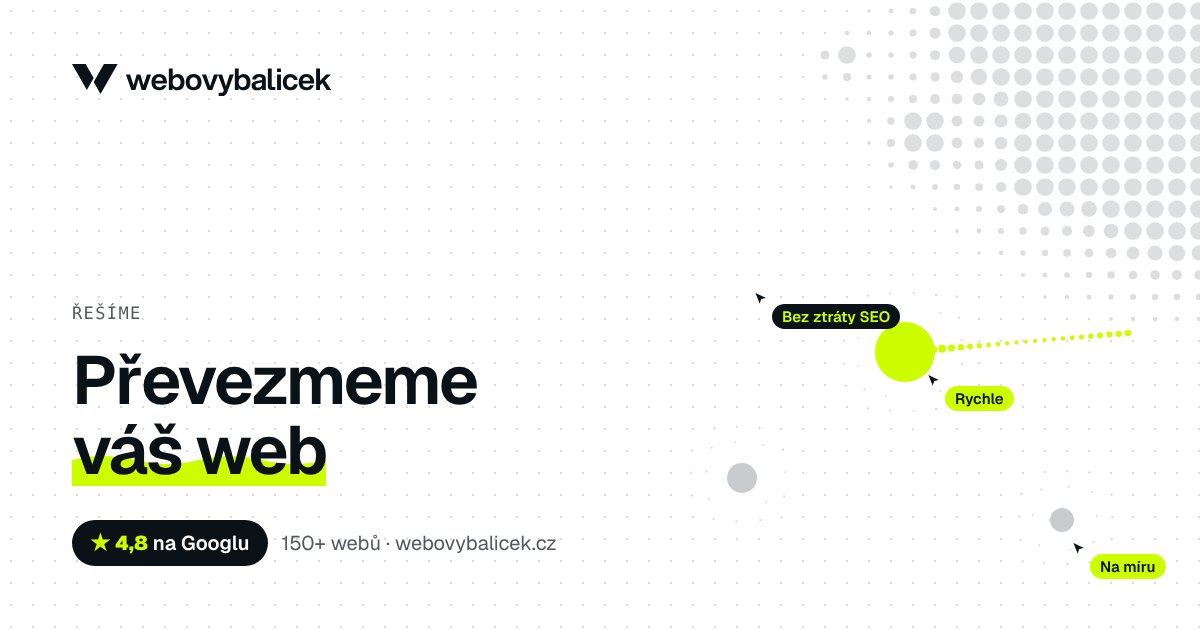 webovybalicek
ŘEŠÍME
Převezmeme
váš web
★ 4,8 na Googlu
150+ webů · webovybalicek.cz
Bez ztráty SEO
Rychle
Na míru